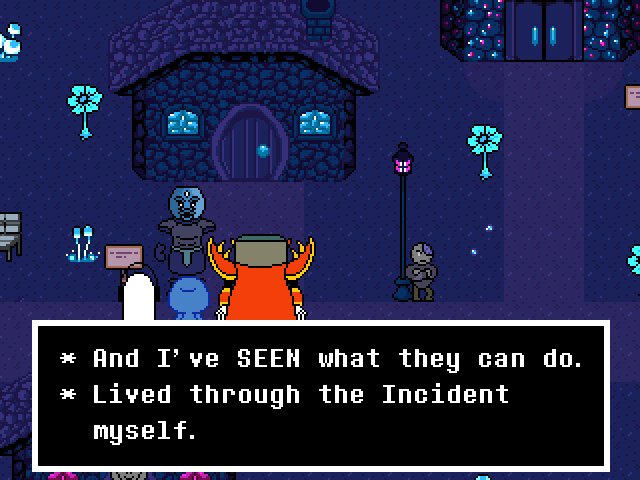 * And I've SEEN what they can do.
* Lived through the Incident
myself.